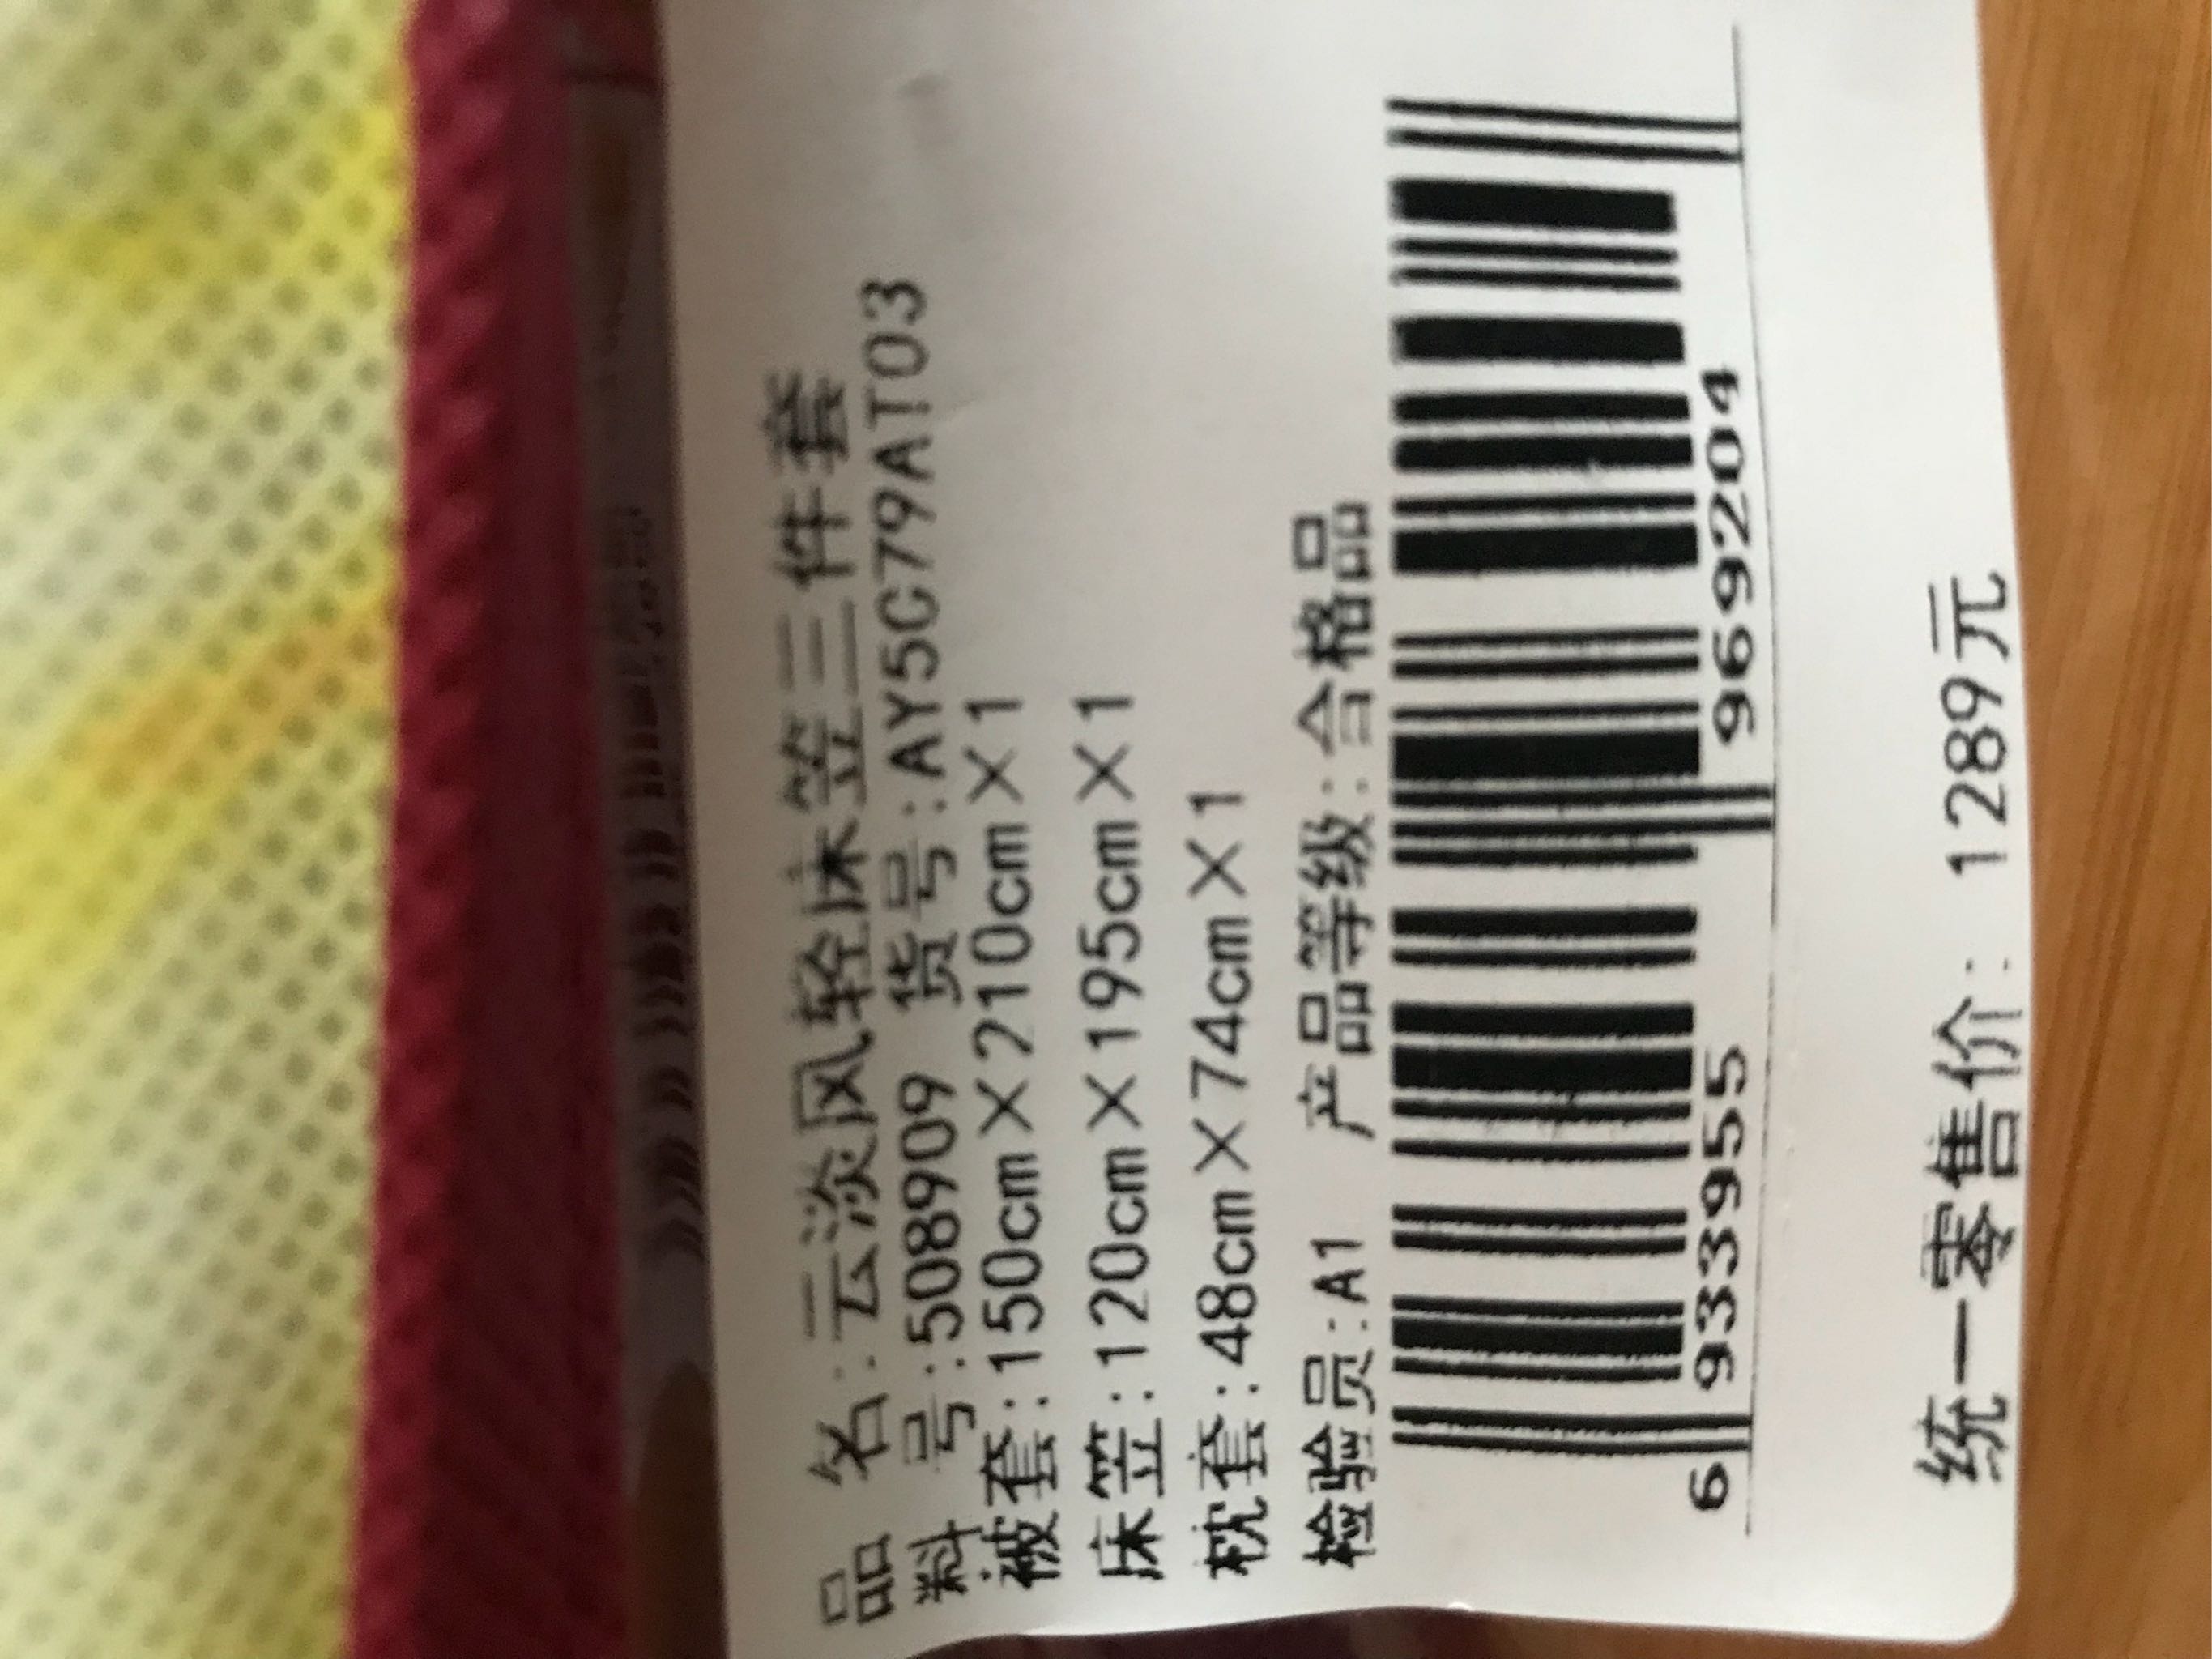 品 名:云淡风轻床笠三件套
料 号:508909 货号:AY5C79AT03
被套:150cm×210cm×1
床笠:120cm×195cm×1
枕套:48cm×74cm×1
检验员:A1 产品等级:合格品
6 933955 969204
统一零售价: 1289元